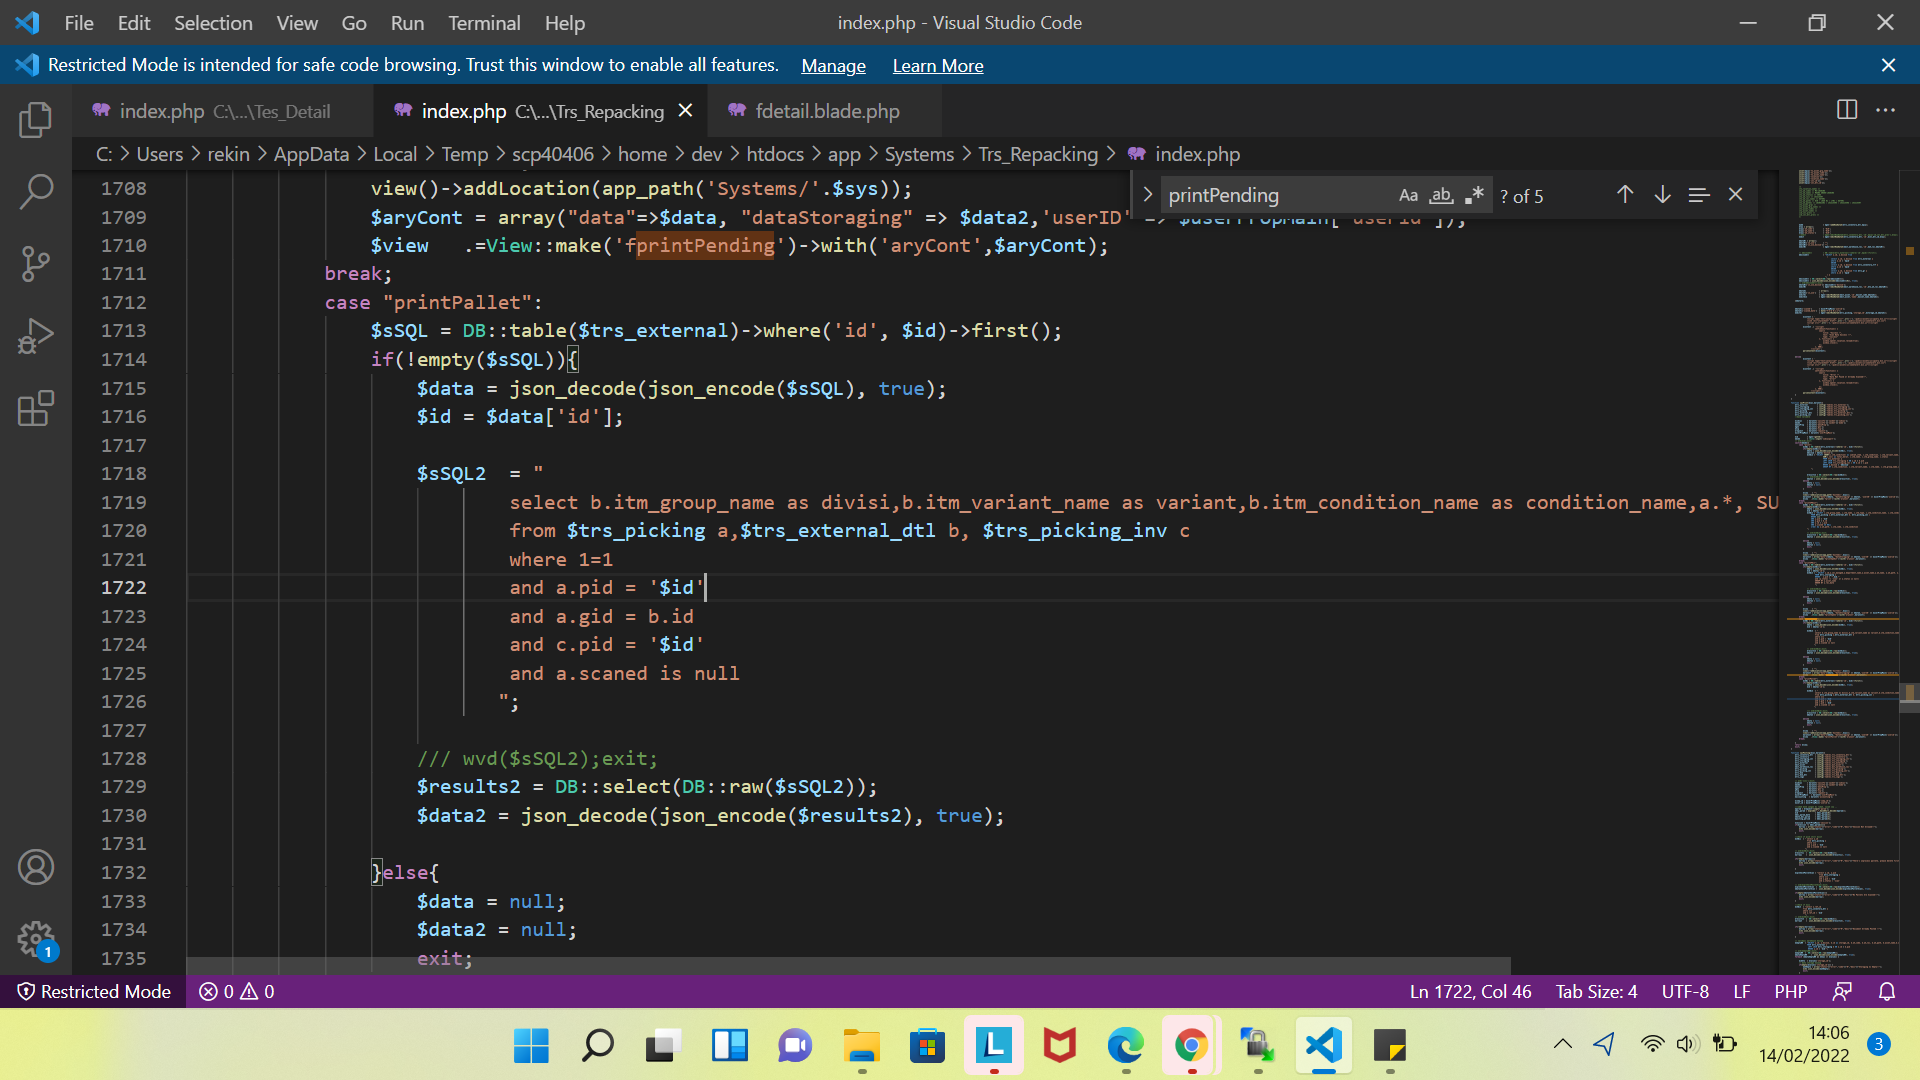 File Edit Selection View Go Run Terminal Help
index.php - Visual Studio Code
Restricted Mode is intended for safe code browsing. Trust this window to enable all features. Manage Learn More
index.php C:\...\Tes_Detail
index.php C:\...\Trs_Repacking
fdetail.blade.php
C: > Users > rekin > AppData > Local > Temp > scp40406 > home > dev > htdocs > app > Systems > Trs_Repacking > index.php
printPending Aa ab .* ? of 5
1708 view()->addLocation(app_path('Systems/'.$sys));
1709 $aryCont = array("data"=>$data, "dataStoraging" => $data2,'userID' =>
1710 $view .=View::make('fprintPending')->with('aryCont',$aryCont);
1711 break;
1712 case "printPallet":
1713 $sSQL = DB::table($trs_external)->where('id', $id)->first();
1714 if(!empty($sSQL)){
1715 $data = json_decode(json_encode($sSQL), true);
1716 $id = $data['id'];
1717
1718 $sSQL2 = "
1719 select b.itm_group_name as divisi,b.itm_variant_name as variant,b.itm_condition_name as condition_name,a.*, SU
1720 from $trs_picking a,$trs_external_dtl b, $trs_picking_inv c
1721 where 1=1
1722 and a.pid = '$id'
1723 and a.gid = b.id
1724 and c.pid = '$id'
1725 and a.scaned is null
1726 ";
1727
1728 /// wvd($sSQL2);exit;
1729 $results2 = DB::select(DB::raw($sSQL2));
1730 $data2 = json_decode(json_encode($results2), true);
1731
1732 }else{
1733 $data = null;
1734 $data2 = null;
1735 exit;
1
Restricted Mode 0 0 Ln 1722, Col 46 Tab Size: 4 UTF-8 LF PHP
L
14:06
14/02/2022
3